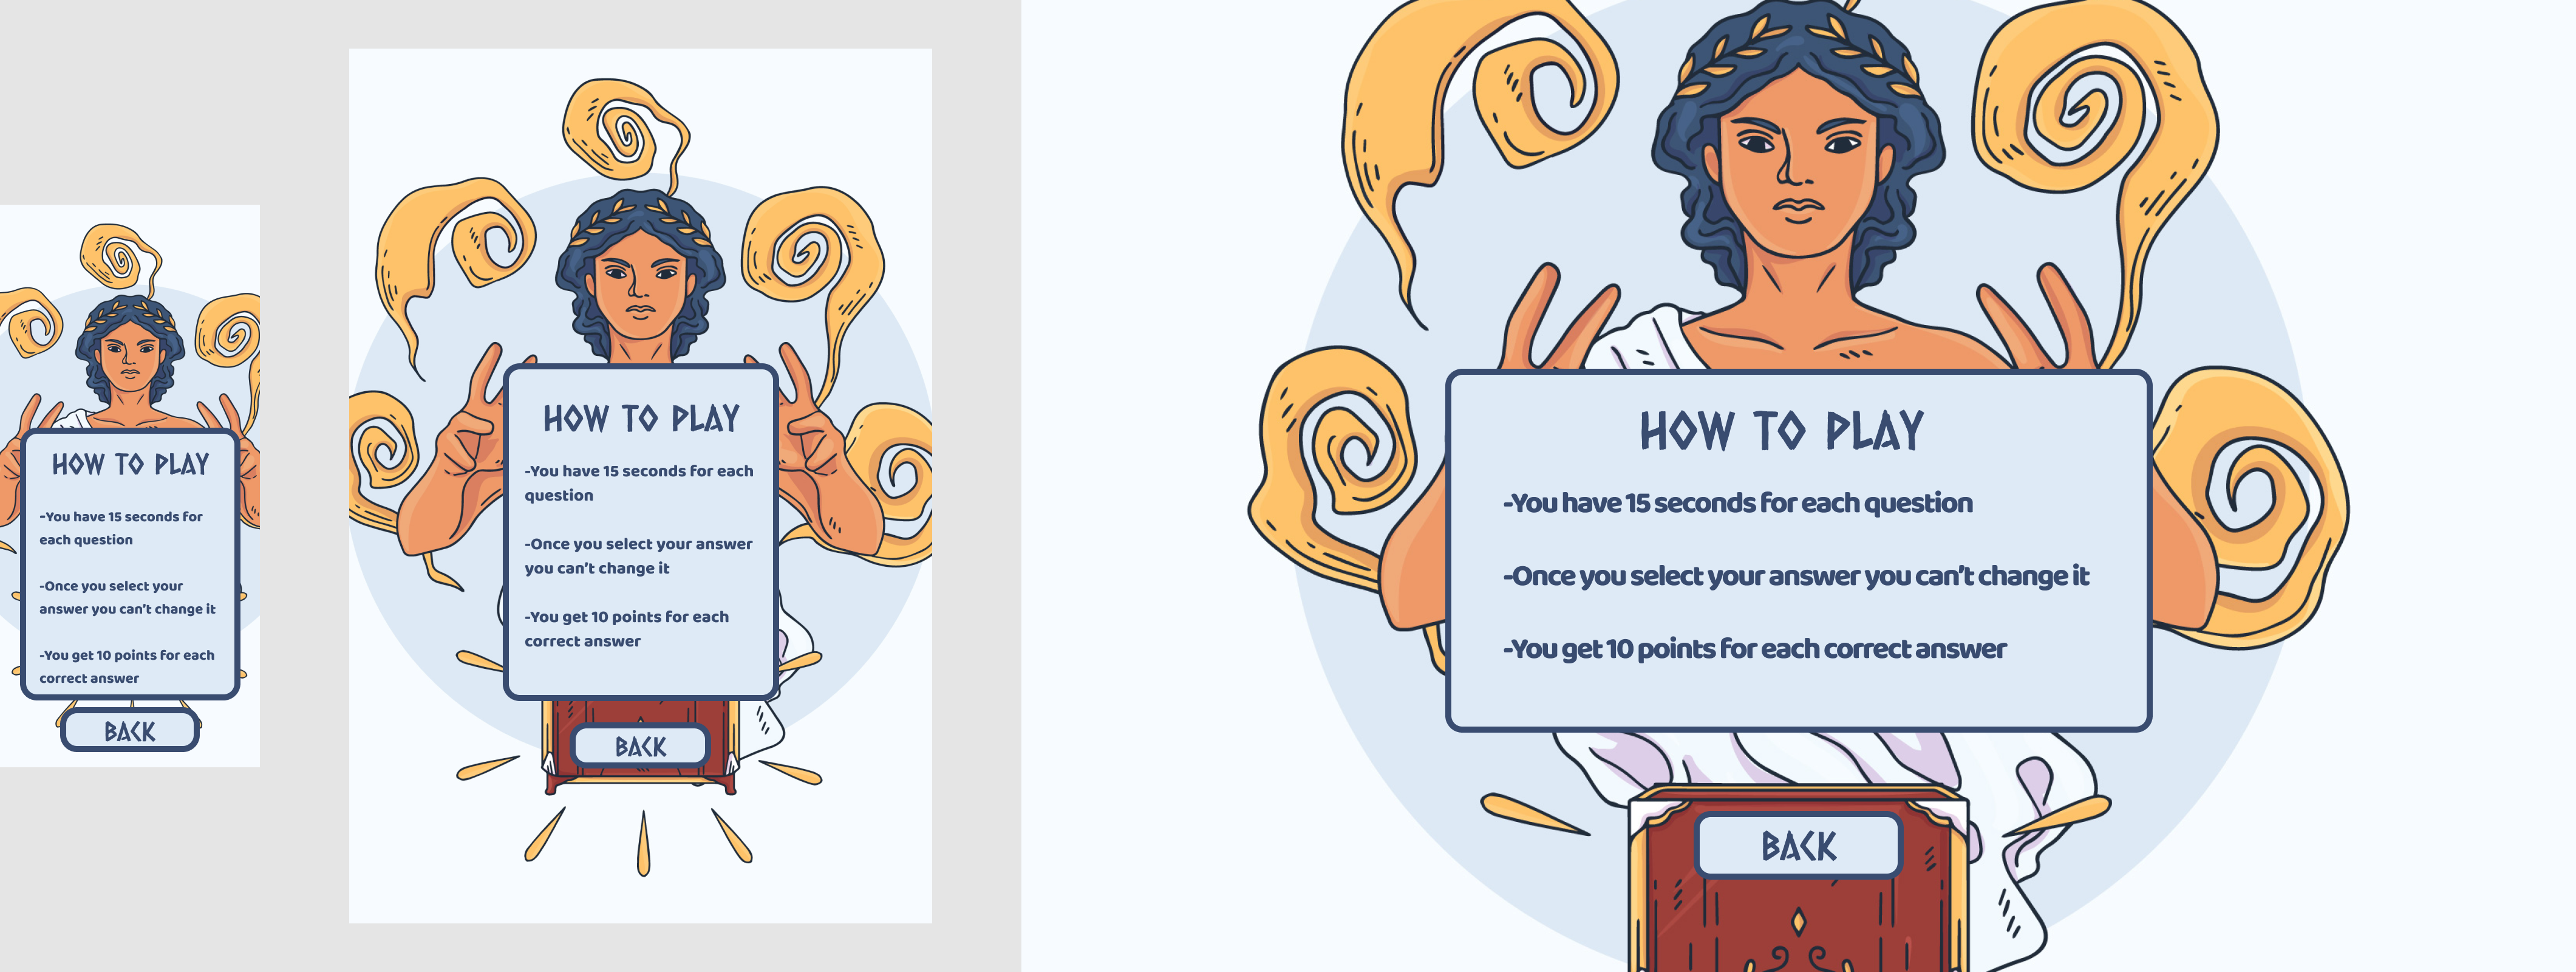 HOW TO PLAY
-You have 15 seconds for
each question
-Once you select your
answer you can't change it
-You get 10 points for each
correct answer
BACK
HOW TO PLAY
-You have 15 seconds for each
question
-Once you select your answer
you can't change it
-You get 10 points for each
correct answer
BACK
HOW TO PLAY
-You have 15 seconds for each question
-Once you select your answer you can't change it
-You get 10 points for each correct answer
BACK